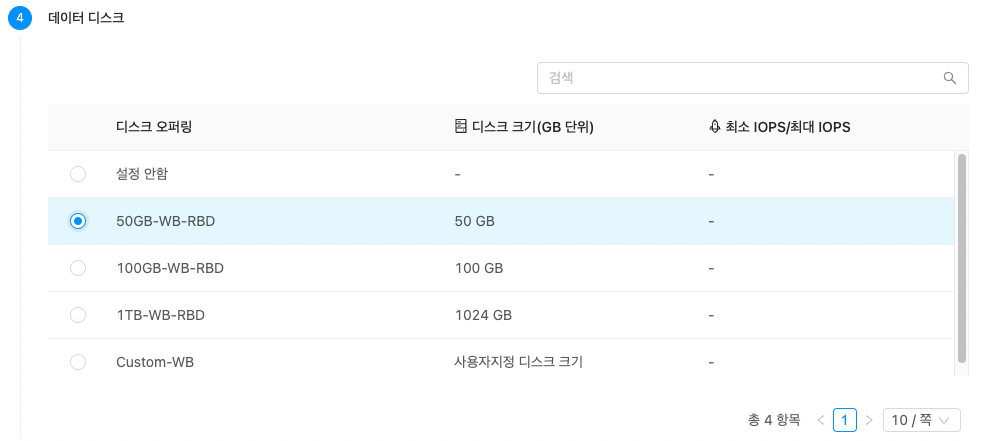 4 데이터 디스크
검색
디스크 오퍼링 디스크 크기(GB 단위) 최소 IOPS/최대 IOPS
설정 안함 - -
50GB-WB-RBD 50 GB -
100GB-WB-RBD 100 GB -
1TB-WB-RBD 1024 GB -
Custom-WB 사용자지정 디스크 크기 -
총 4 항목 < 1 > 10 / 쪽